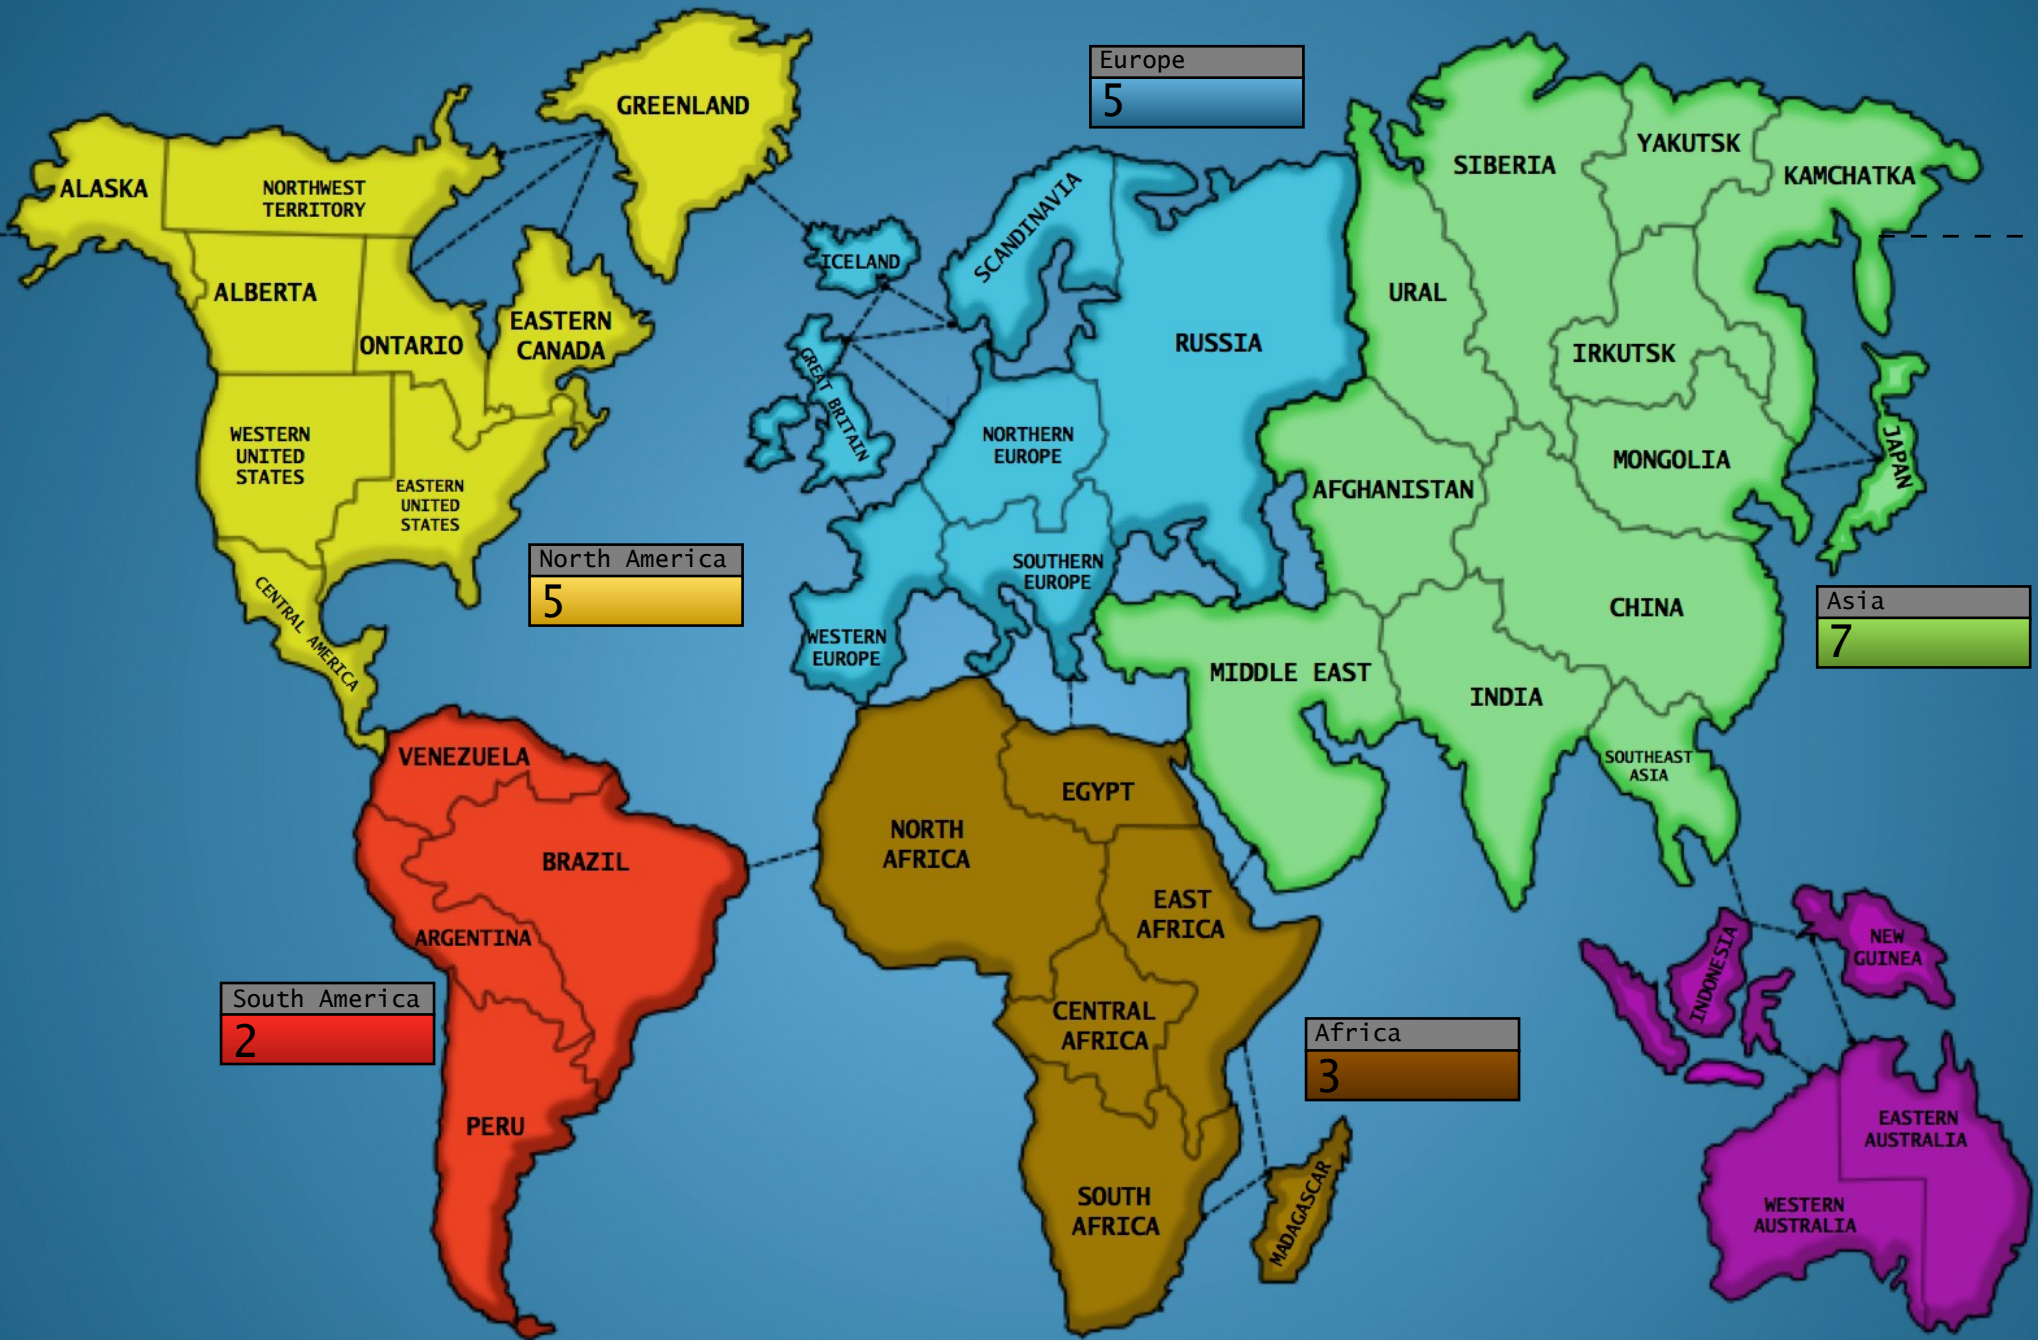 GREENLAND
Europe
5
ALASKA
NORTHWEST
TERRITORY
SCANDINAVIA
SIBERIA
YAKUTSK
KAMCHATKA
ALBERTA
ICELAND
URAL
ONTARIO
EASTERN
CANADA
GREAT BRITAIN
RUSSIA
IRKUTSK
JAPAN
WESTERN
UNITED
STATES
EASTERN
UNITED
STATES
NORTHERN
EUROPE
AFGHANISTAN
MONGOLIA
North America
5
CENTRAL AMERICA
SOUTHERN
EUROPE
WESTERN
EUROPE
CHINA
Asia
7
MIDDLE EAST
INDIA
SOUTHEAST
ASIA
VENEZUELA
EGYPT
NORTH
AFRICA
BRAZIL
EAST
AFRICA
ARGENTINA
INDONESIA
NEW
GUINEA
South America
2
CENTRAL
AFRICA
Africa
3
PERU
EASTERN
AUSTRALIA
SOUTH
AFRICA
MADAGASCAR
WESTERN
AUSTRALIA